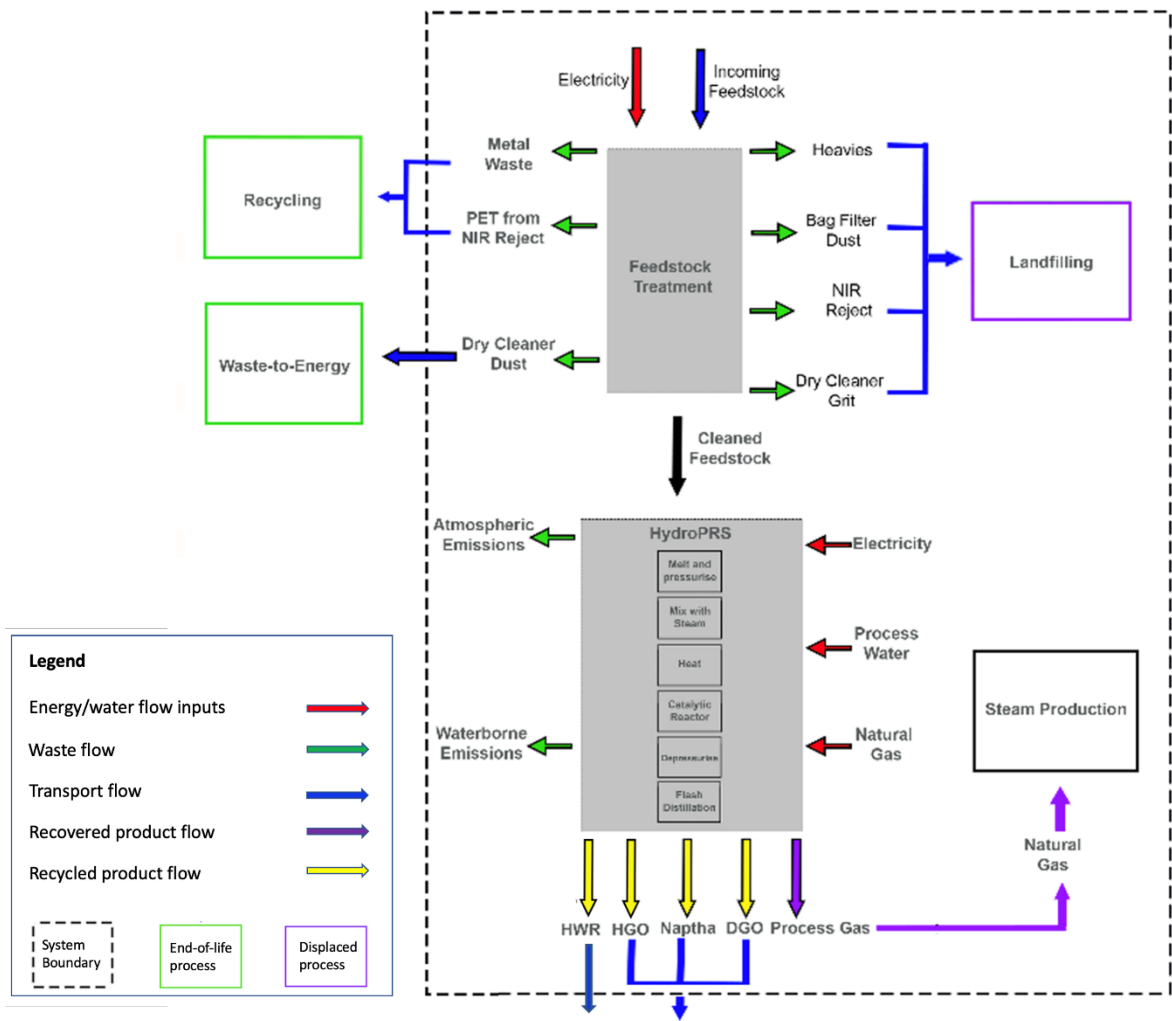 Electricity
Incoming
Feedstock
Metal
Waste
Heavies
Recycling
PET from
NIR Reject
Bag Filter
Dust
Feedstock
Treatment
Landfilling
NIR
Reject
Waste-to-Energy
Dry Cleaner
Dust
Dry Cleaner
Grit
Cleaned
Feedstock
Atmospheric
Emissions
HydroPRS
Electricity
Melt and
pressurise
Mix with
Steam
Process
Water
Heat
Catalytic
Reactor
Steam Production
Waterborne
Emissions
Depressurise
Natural
Gas
Flash
Distillation
Natural
Gas
HWR
HGO
Naptha
DGO
Process Gas
Legend
Energy/water flow inputs
Waste flow
Transport flow
Recovered product flow
Recycled product flow
System
Boundary
End-of-life
process
Displaced
process